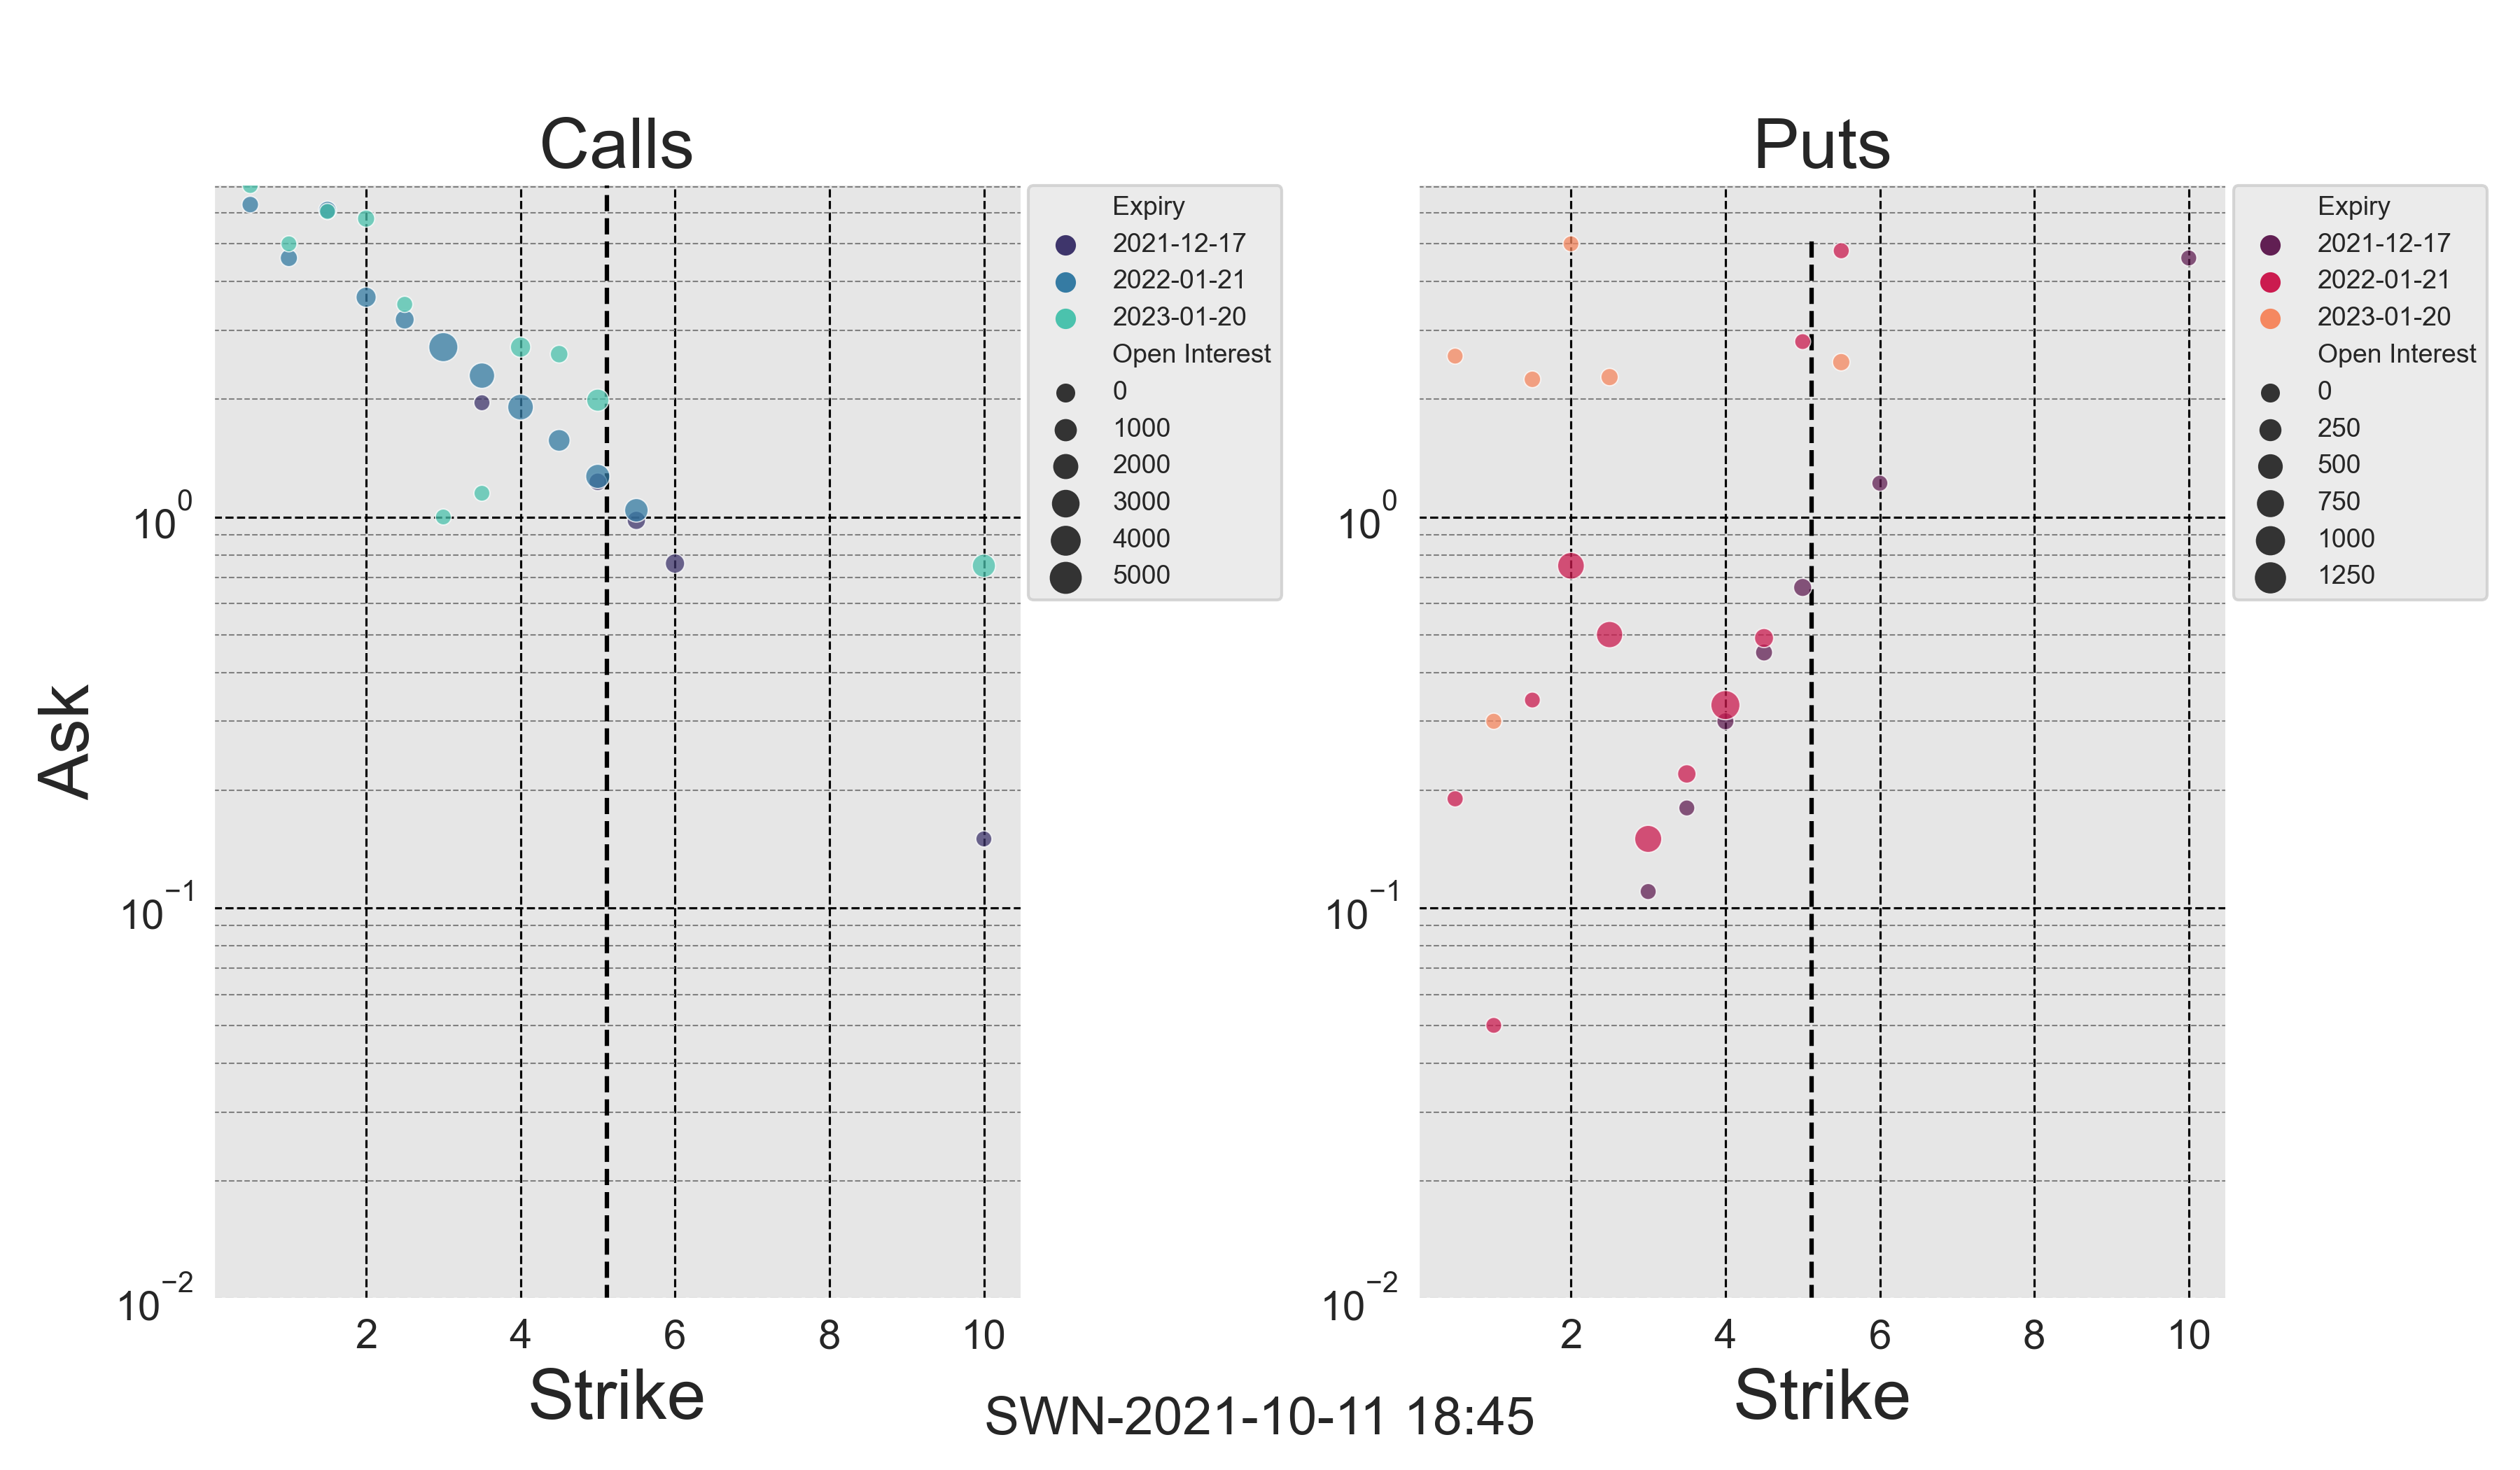 Calls
Puts
Ask
10^0
10^−1
10^−2
2 4 6 8 10
Strike
Expiry
2021-12-17
2022-01-21
2023-01-20
Open Interest
0
1000
2000
3000
4000
5000
10^0
10^−1
10^−2
2 4 6 8 10
Strike
Expiry
2021-12-17
2022-01-21
2023-01-20
Open Interest
0
250
500
750
1000
1250
SWN-2021-10-11 18:45